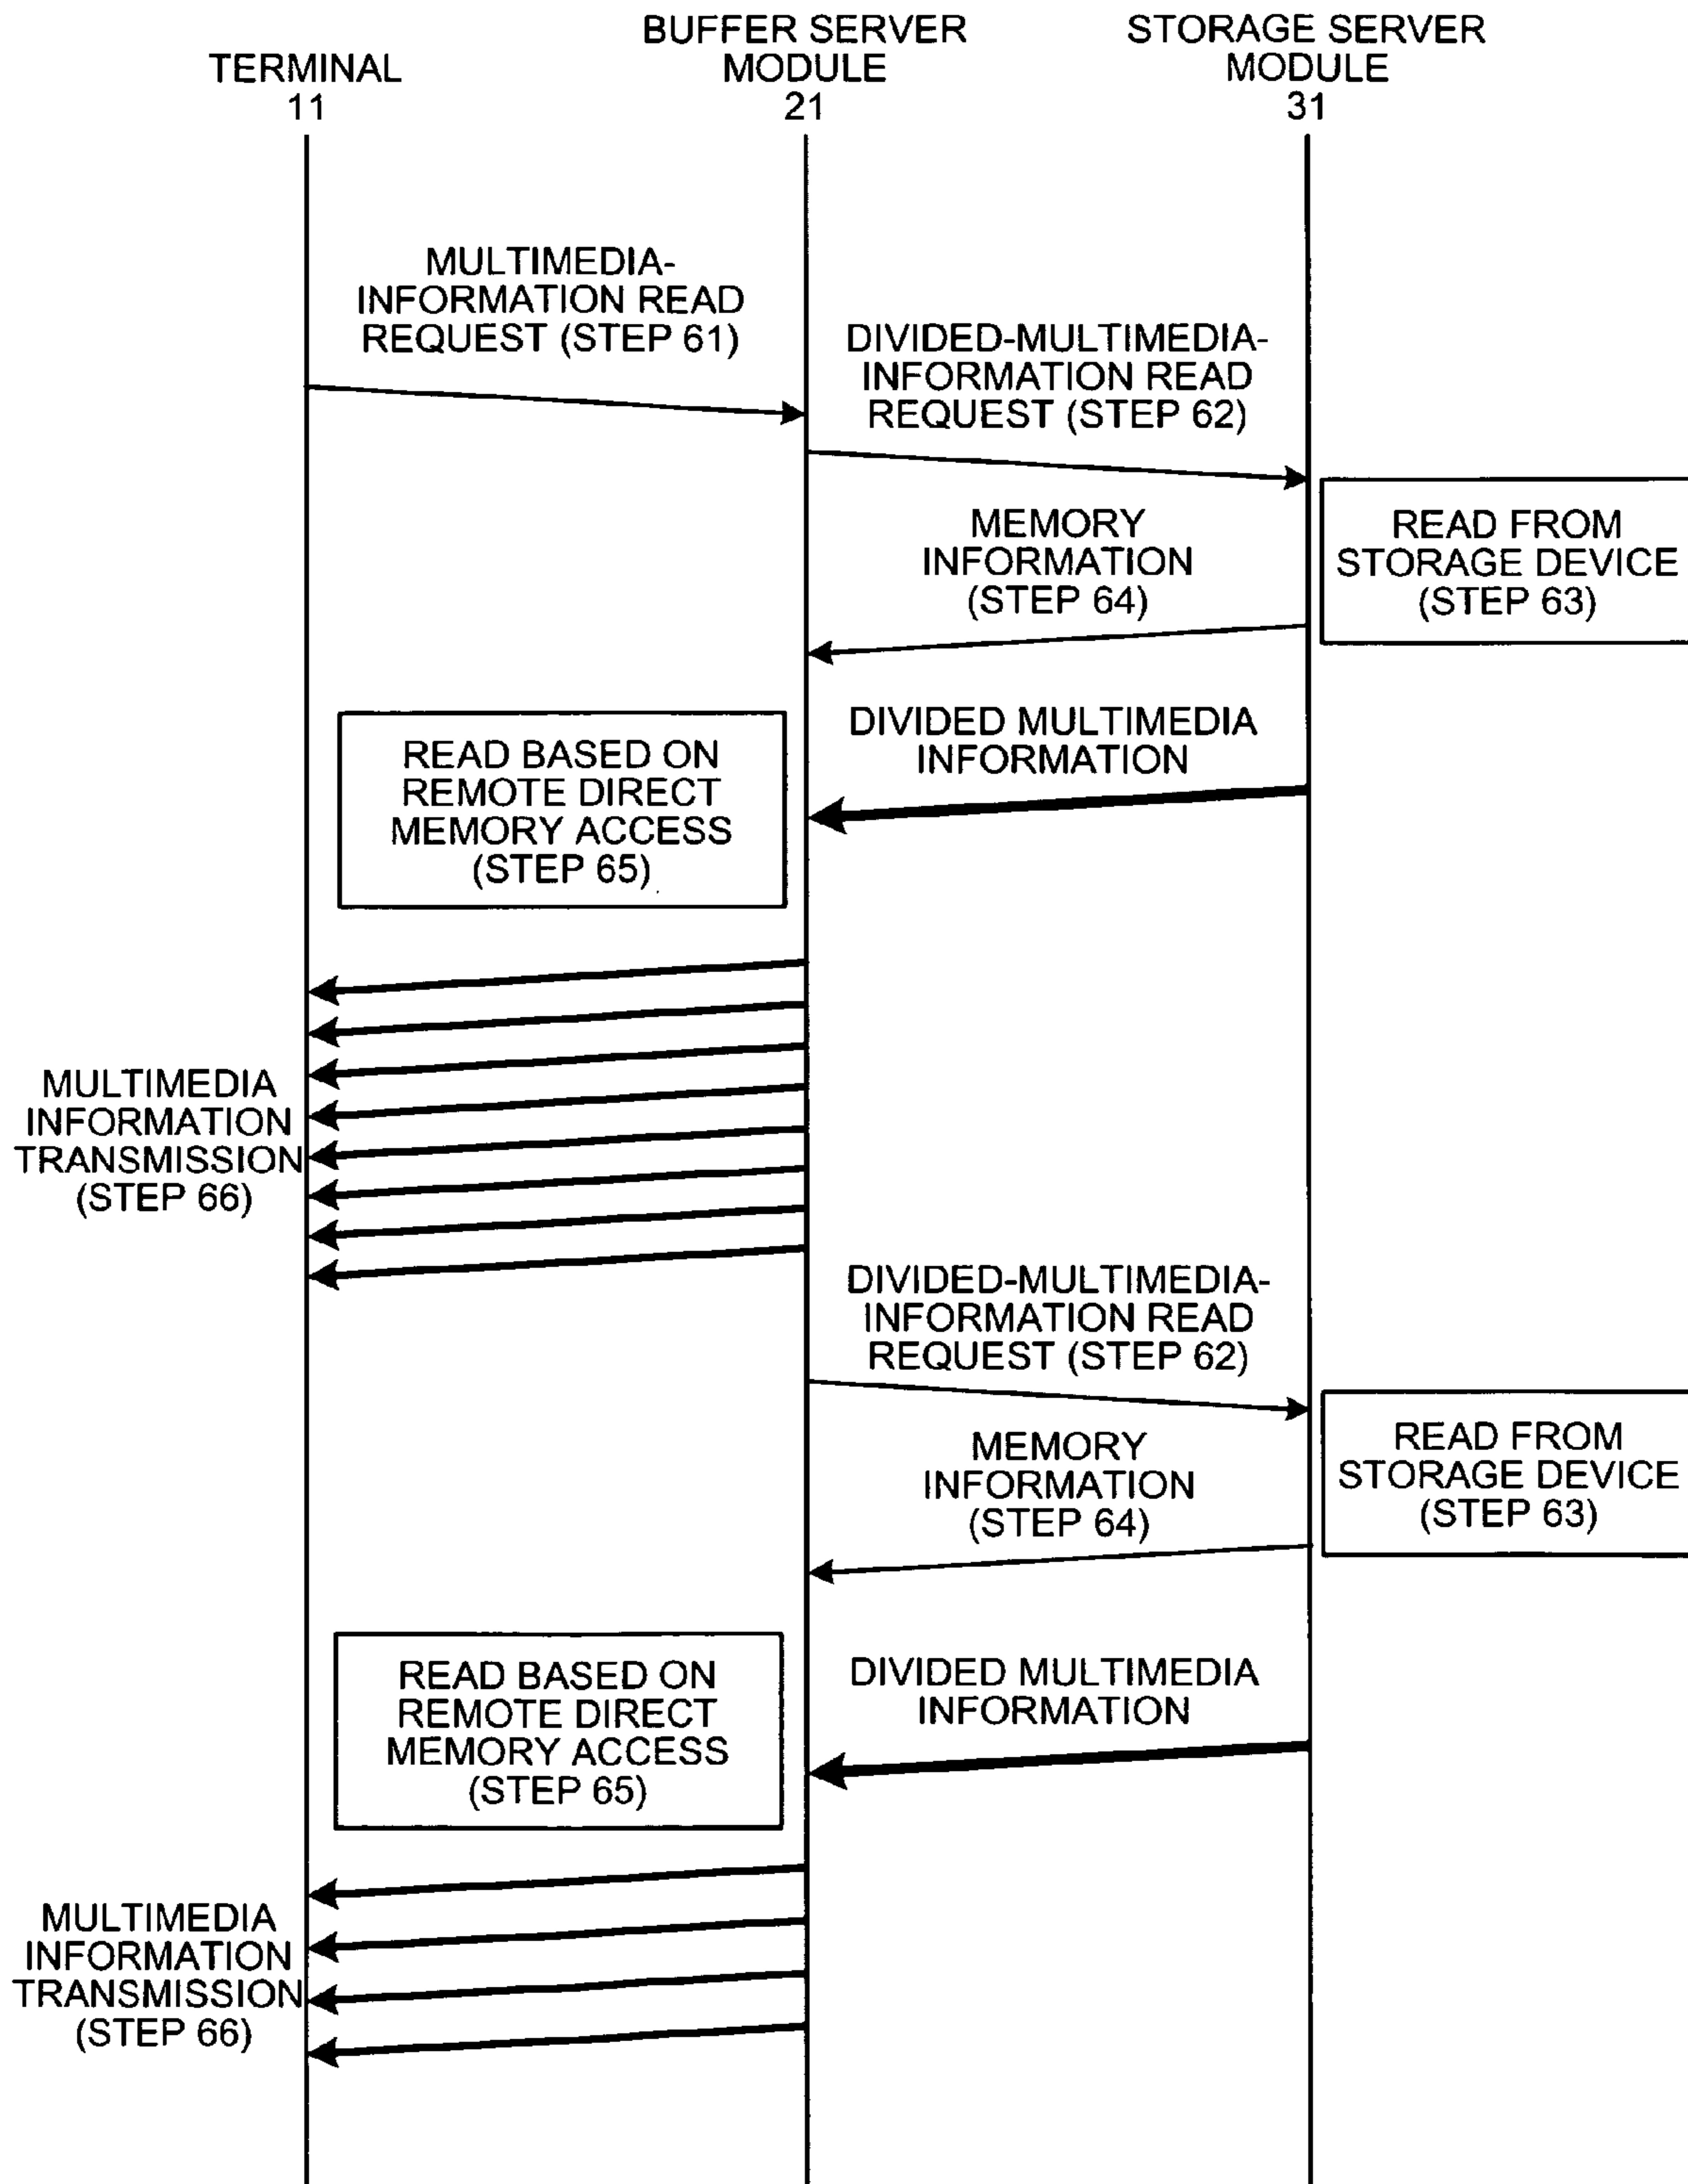 TERMINAL
11
BUFFER SERVER
MODULE
21
STORAGE SERVER
MODULE
31
MULTIMEDIA-
INFORMATION READ
REQUEST (STEP 61)
DIVIDED-MULTIMEDIA-
INFORMATION READ
REQUEST (STEP 62)
READ FROM
STORAGE DEVICE
(STEP 63)
MEMORY
INFORMATION
(STEP 64)
DIVIDED MULTIMEDIA
INFORMATION
READ BASED ON
REMOTE DIRECT
MEMORY ACCESS
(STEP 65)
MULTIMEDIA
INFORMATION
TRANSMISSION
(STEP 66)
DIVIDED-MULTIMEDIA-
INFORMATION READ
REQUEST (STEP 62)
READ FROM
STORAGE DEVICE
(STEP 63)
MEMORY
INFORMATION
(STEP 64)
DIVIDED MULTIMEDIA
INFORMATION
READ BASED ON
REMOTE DIRECT
MEMORY ACCESS
(STEP 65)
MULTIMEDIA
INFORMATION
TRANSMISSION
(STEP 66)